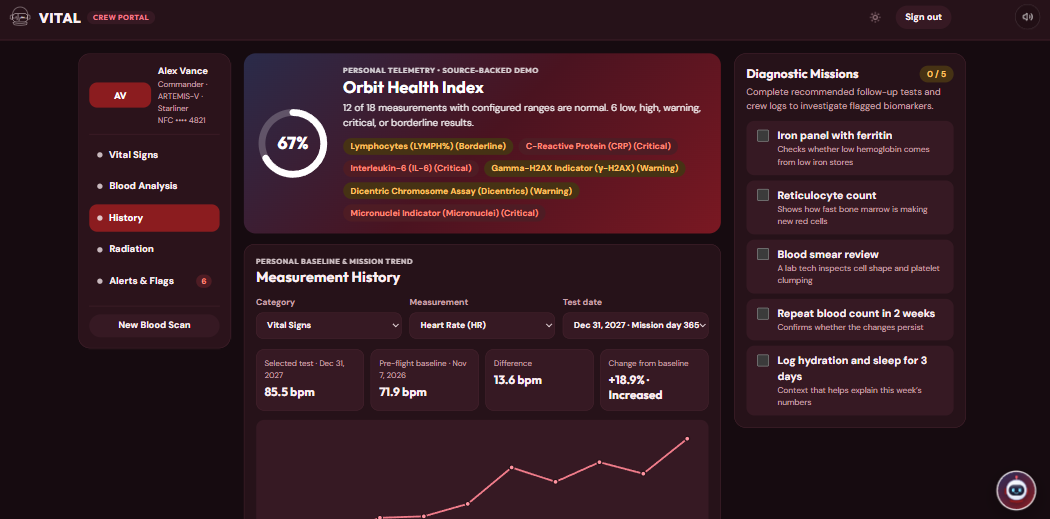 VITAL CREW PORTAL
Sign out
AV
Alex Vance
Commander ·
ARTEMIS-V ·
Starliner
NFC •••• 4821
Vital Signs
Blood Analysis
History
Radiation
Alerts & Flags 6
New Blood Scan
PERSONAL TELEMETRY • SOURCE-BACKED DEMO
Orbit Health Index
12 of 18 measurements with configured ranges are normal. 6 low, high, warning,
critical, or borderline results.
67%
Lymphocytes (LYMPH%) (Borderline) C-Reactive Protein (CRP) (Critical)
Interleukin-6 (IL-6) (Critical) Gamma-H2AX Indicator (γ-H2AX) (Warning)
Dicentric Chromosome Assay (Dicentrics) (Warning)
Micronuclei Indicator (Micronuclei) (Critical)
PERSONAL BASELINE & MISSION TREND
Measurement History
Category Measurement Test date
Vital Signs Heart Rate (HR) Dec 31, 2027 · Mission day 365
Selected test · Dec 31,
2027
85.5 bpm
Pre-flight baseline · Nov
7, 2026
71.9 bpm
Difference
13.6 bpm
Change from baseline
+18.9% ·
Increased
Diagnostic Missions 0 / 5
Complete recommended follow-up tests and
crew logs to investigate flagged biomarkers.
Iron panel with ferritin
Checks whether low hemoglobin comes
from low iron stores
Reticulocyte count
Shows how fast bone marrow is making
new red cells
Blood smear review
A lab tech inspects cell shape and platelet
clumping
Repeat blood count in 2 weeks
Confirms whether the changes persist
Log hydration and sleep for 3
days
Context that helps explain this week's
numbers